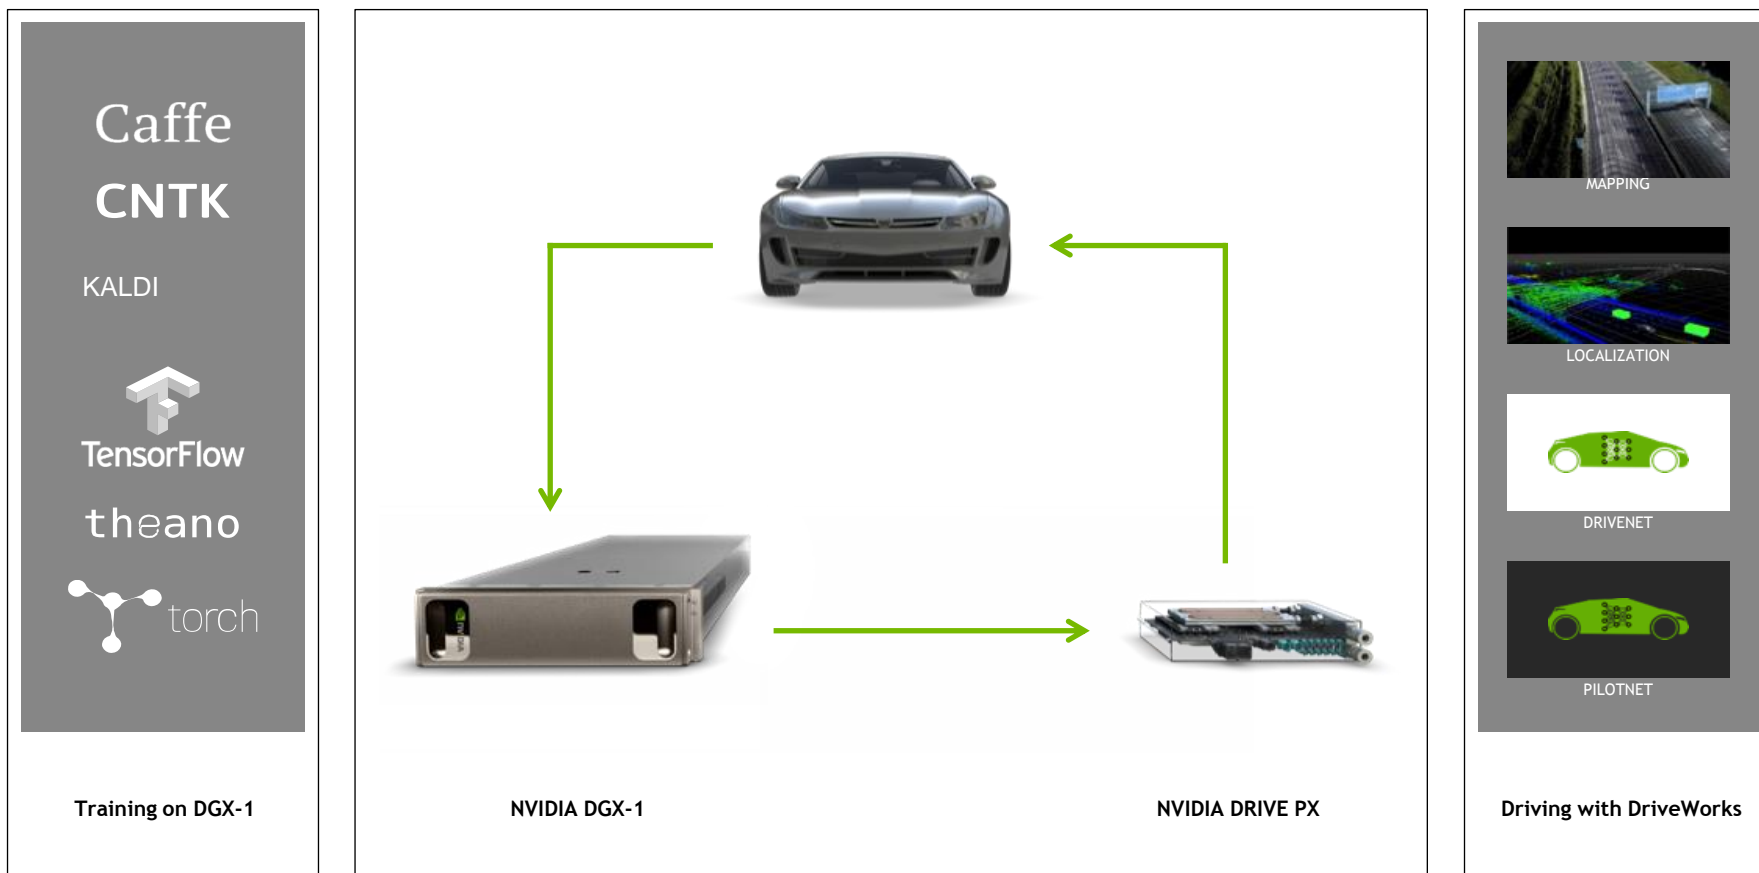 Caffe
CNTK
KALDI
TensorFlow
theano
torch
Training on DGX-1
NVIDIA
NVIDIA DGX-1
NVIDIA DRIVE PX
MAPPING
LOCALIZATION
DRIVENET
PILOTNET
Driving with DriveWorks